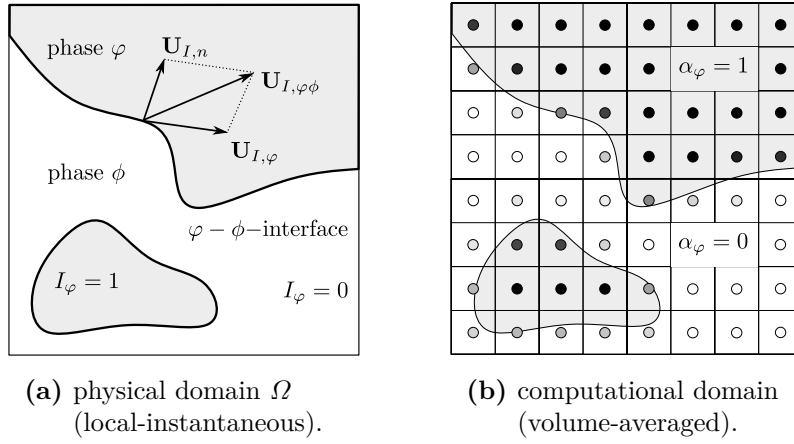 phase φ
U_{I,n}
U_{I,φϕ}
U_{I,φ}
phase ϕ
φ − ϕ−interface
I_φ = 1
I_φ = 0
(a) physical domain Ω
(local-instantaneous).
α_φ = 1
α_φ = 0
(b) computational domain
(volume-averaged).